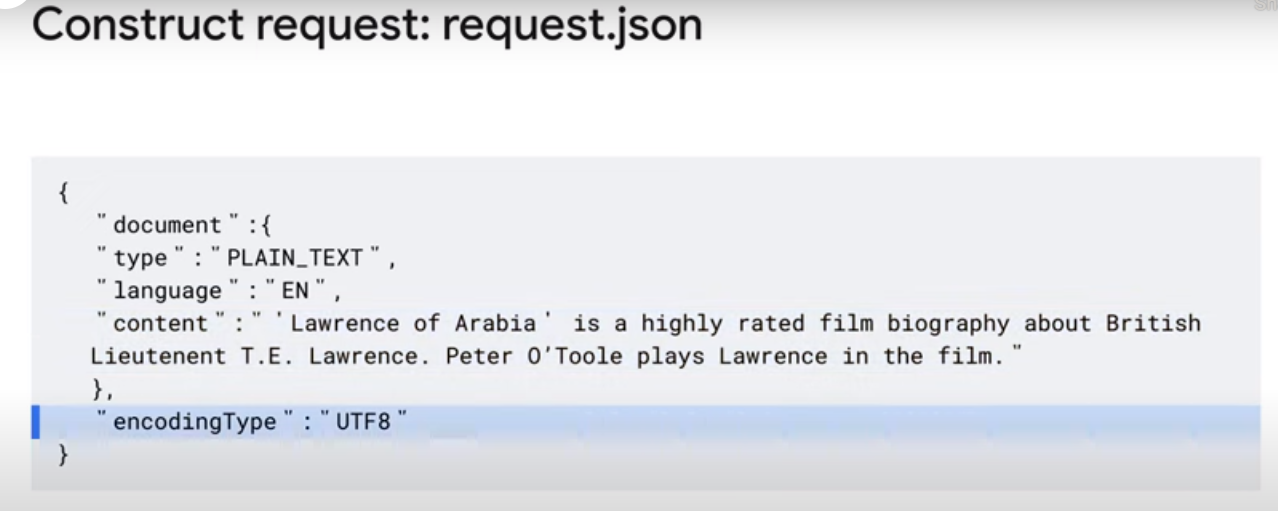 Construct request: request.json
{
"document":{
"type":"PLAIN_TEXT",
"language":"EN",
"content":"'Lawrence of Arabia' is a highly rated film biography about British
Lieutenent T.E. Lawrence. Peter O'Toole plays Lawrence in the film."
},
"encodingType":"UTF8"
}